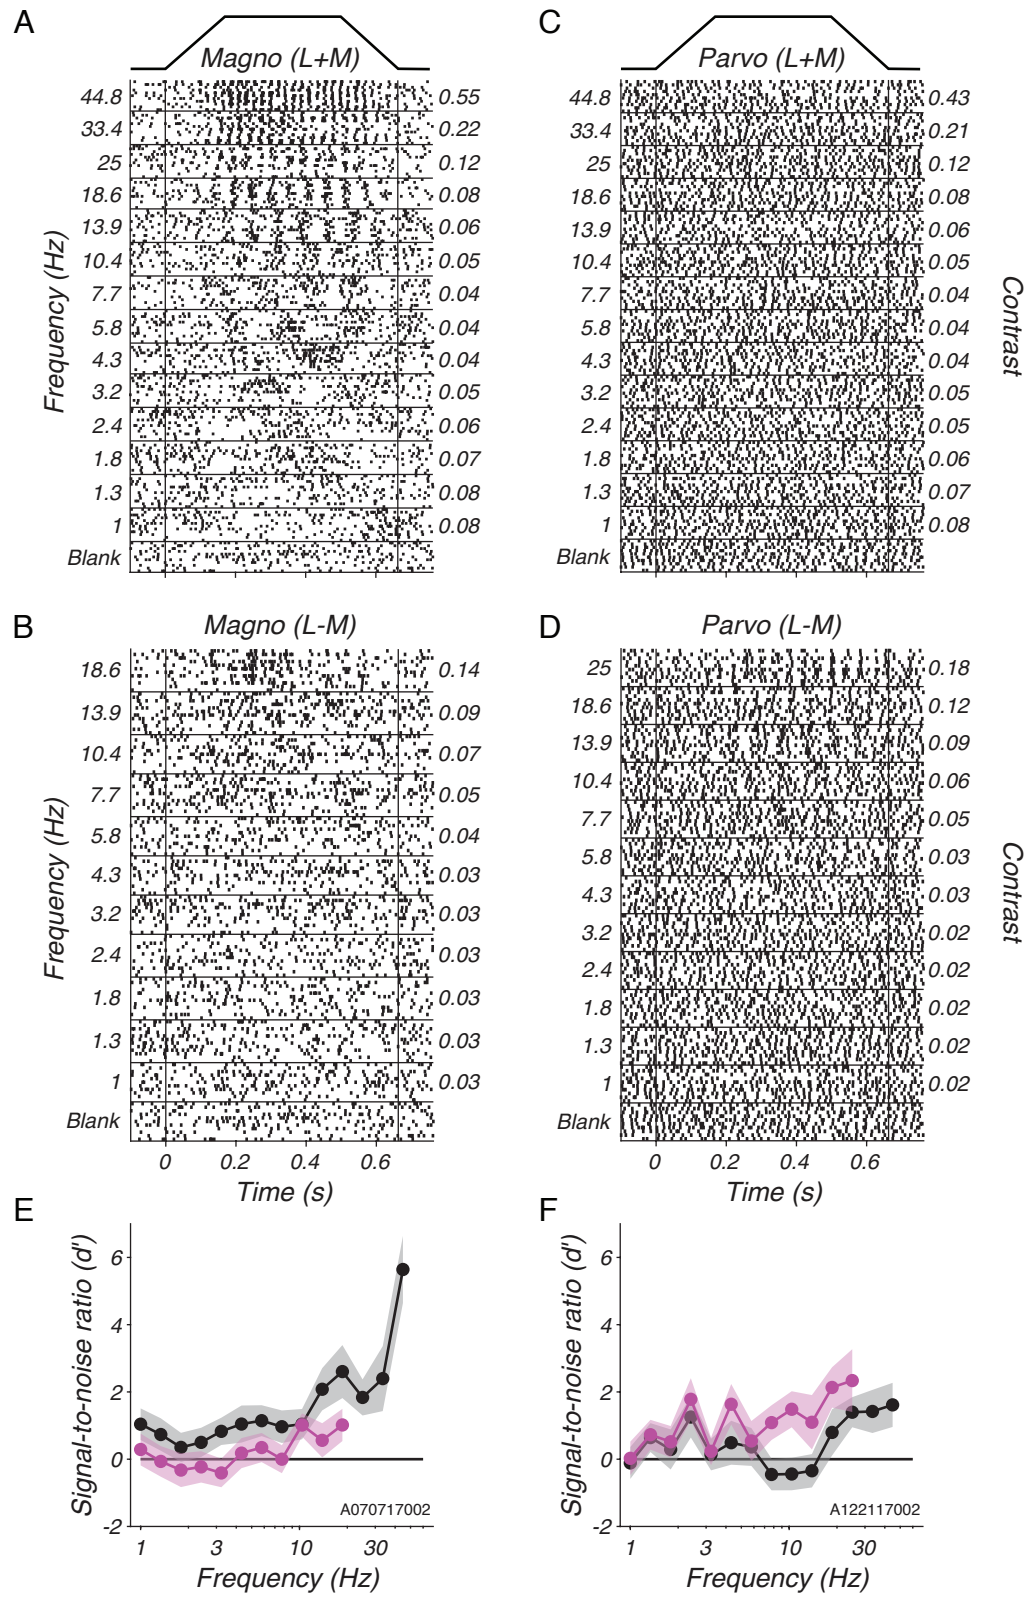 A
Magno (L+M)
44.8 0.55
33.4 0.22
25 0.12
18.6 0.08
13.9 0.06
10.4 0.05
7.7 0.04
5.8 0.04
4.3 0.04
3.2 0.05
2.4 0.06
1.8 0.07
1.3 0.08
1 0.08
Blank
Frequency (Hz)
C
Parvo (L+M)
44.8 0.43
33.4 0.21
25 0.12
18.6 0.08
13.9 0.06
10.4 0.05
7.7 0.04
5.8 0.04
4.3 0.04
3.2 0.05
2.4 0.05
1.8 0.06
1.3 0.07
1 0.08
Blank
Contrast
B
Magno (L-M)
18.6 0.14
13.9 0.09
10.4 0.07
7.7 0.05
5.8 0.04
4.3 0.03
3.2 0.03
2.4 0.03
1.8 0.03
1.3 0.03
1 0.03
Blank
Frequency (Hz)
0 0.2 0.4 0.6
Time (s)
D
Parvo (L-M)
25 0.18
18.6 0.12
13.9 0.09
10.4 0.06
7.7 0.05
5.8 0.03
4.3 0.03
3.2 0.02
2.4 0.02
1.8 0.02
1.3 0.02
1 0.02
Blank
Contrast
0 0.2 0.4 0.6
Time (s)
E
Signal-to-noise ratio (d')
6
4
2
0
-2
A070717002
1 3 10 30
Frequency (Hz)
F
Signal-to-noise ratio (d')
6
4
2
0
-2
A122117002
1 3 10 30
Frequency (Hz)